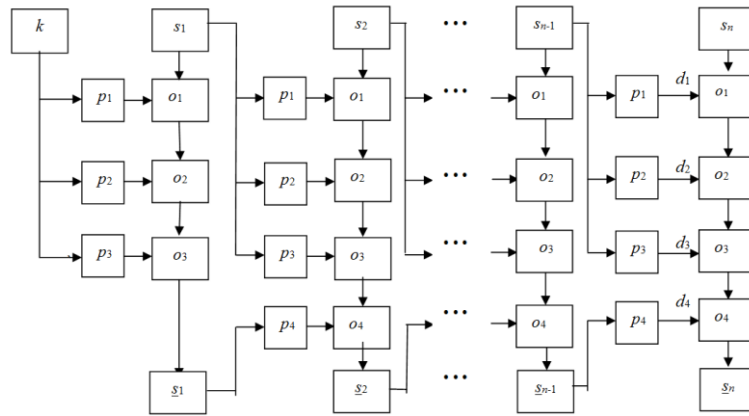 k s1 s2 ••• sn-1 sn
p1 o1 p1 o1 ••• o1 p1 d1 o1
p2 o2 p2 o2 ••• o2 p2 d2 o2
p3 o3 p3 o3 ••• o3 p3 d3 o3
p4 o4 ••• o4 p4 d4 o4
s1 s2 ••• sn-1 sn